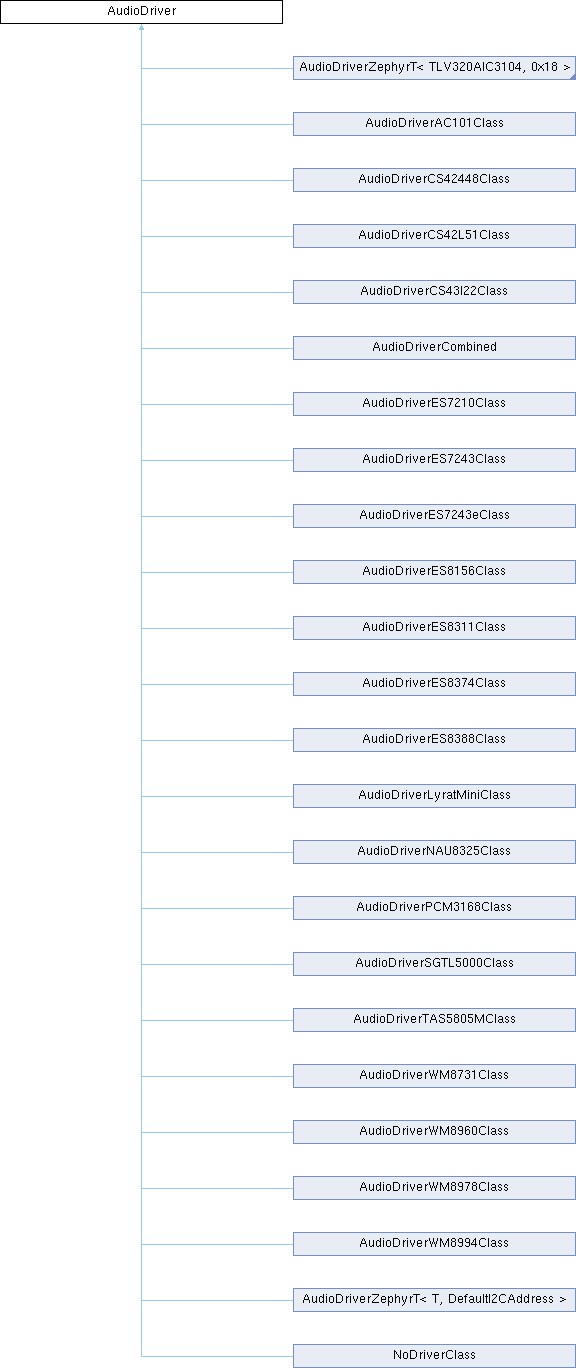 AudioDriver
AudioDriverZephyrT< TLV320AIC3104, 0x18 >
AudioDriverAC101Class
AudioDriverCS42448Class
AudioDriverCS42L51Class
AudioDriverCS43l22Class
AudioDriverCombined
AudioDriverES7210Class
AudioDriverES7243Class
AudioDriverES7243eClass
AudioDriverES8156Class
AudioDriverES8311Class
AudioDriverES8374Class
AudioDriverES8388Class
AudioDriverLyratMiniClass
AudioDriverNAU8325Class
AudioDriverPCM3168Class
AudioDriverSGTL5000Class
AudioDriverTAS5805MClass
AudioDriverWM8731Class
AudioDriverWM8960Class
AudioDriverWM8978Class
AudioDriverWM8994Class
AudioDriverZephyrT< T, DefaultI2CAddress >
NoDriverClass